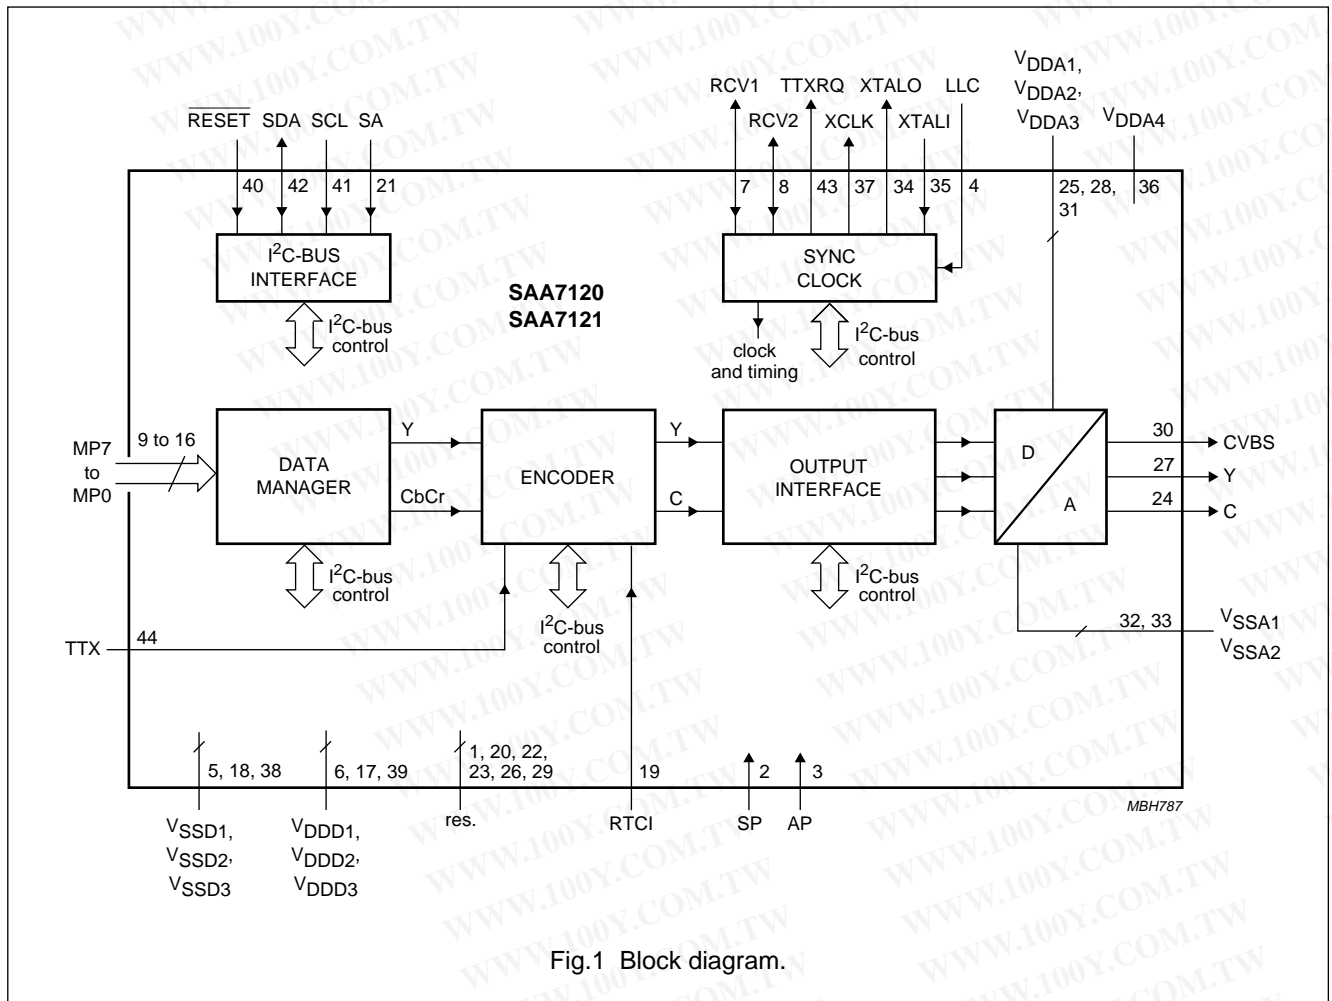 RCV1 TTXRQ XTALO LLC
RESET SDA SCL SA
RCV2 XCLK XTALI
VDDA1,
VDDA2,
VDDA3
VDDA4
40 42 41 21
7 8 43 37 34 35 4
25, 28,
31
36
I2C-BUS
INTERFACE
SYNC
CLOCK
SAA7120
SAA7121
I2C-bus
control
clock
and timing
I2C-bus
control
MP7
to
MP0
9 to 16
DATA
MANAGER
Y
CbCr
ENCODER
Y
C
OUTPUT
INTERFACE
D
A
30 CVBS
27 Y
24 C
I2C-bus
control
I2C-bus
control
I2C-bus
control
TTX 44
32, 33
VSSA1
VSSA2
5, 18, 38
6, 17, 39
1, 20, 22,
23, 26, 29
19
2
3
MBH787
VSSD1,
VSSD2,
VSSD3
VDDD1,
VDDD2,
VDDD3
res.
RTCI
SP
AP
Fig.1 Block diagram.
WWW.100Y.COM.TW